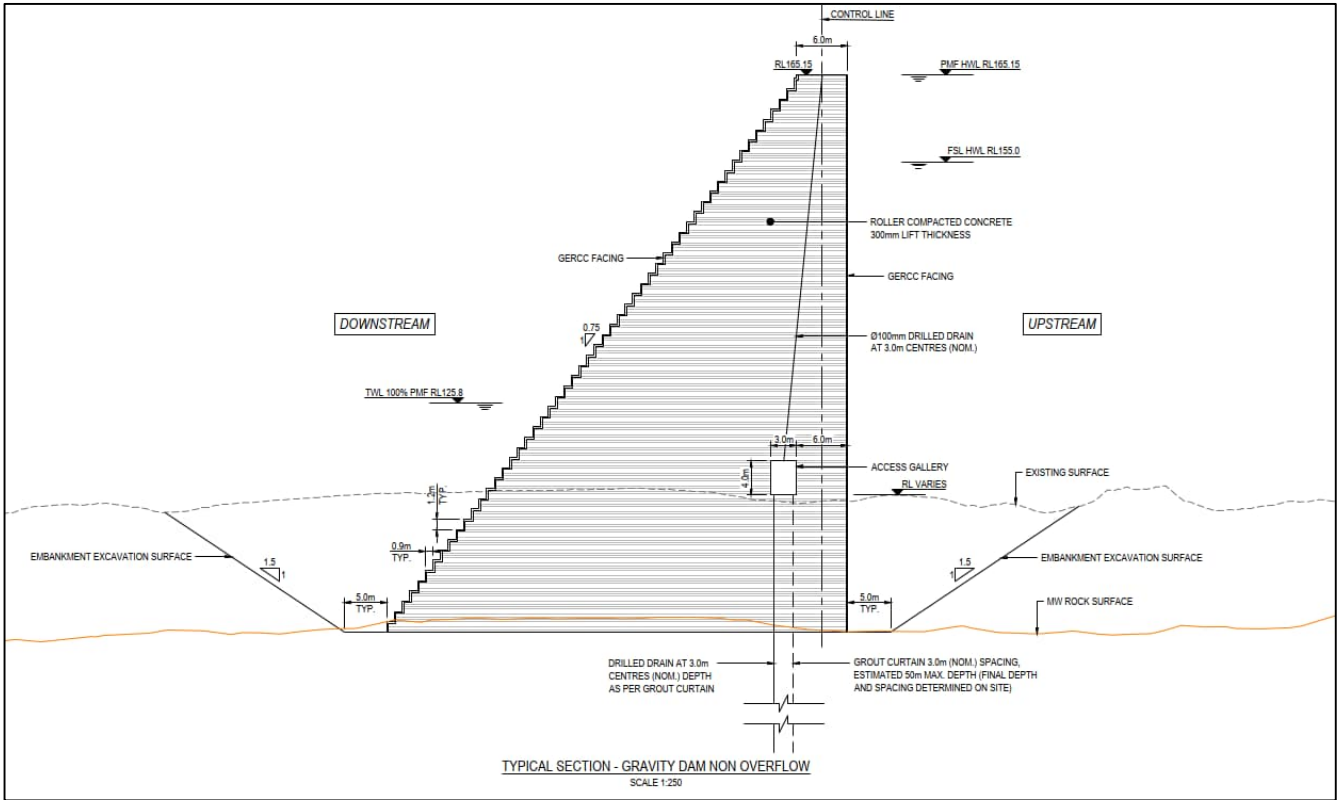 CONTROL LINE
6.0m
RL165.15
PMF HWL RL165.15
FSL HWL RL155.0
ROLLER COMPACTED CONCRETE
300mm LIFT THICKNESS
GERCC FACING
GERCC FACING
DOWNSTREAM
UPSTREAM
0.75
1
Ø100mm DRILLED DRAIN
AT 3.0m CENTRES (NOM.)
TWL 100% PMF RL125.8
3.0m
6.0m
4.0m
ACCESS GALLERY
RL VARIES
EXISTING SURFACE
1.2m
TYP.
0.9m
TYP.
EMBANKMENT EXCAVATION SURFACE
1.5
1
1.5
1
EMBANKMENT EXCAVATION SURFACE
5.0m
TYP.
5.0m
TYP.
MW ROCK SURFACE
DRILLED DRAIN AT 3.0m
CENTRES (NOM.) DEPTH
AS PER GROUT CURTAIN
GROUT CURTAIN 3.0m (NOM.) SPACING,
ESTIMATED 50m MAX. DEPTH (FINAL DEPTH
AND SPACING DETERMINED ON SITE)
TYPICAL SECTION - GRAVITY DAM NON OVERFLOW
SCALE 1:250